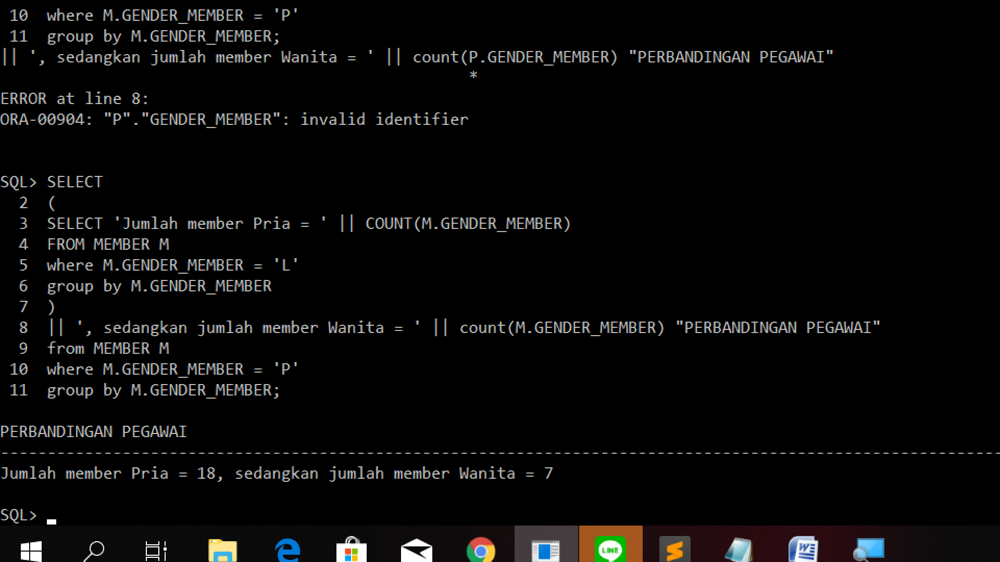 10 where M.GENDER_MEMBER = 'P'
11 group by M.GENDER_MEMBER;
|| ', sedangkan jumlah member Wanita = ' || count(P.GENDER_MEMBER) "PERBANDINGAN PEGAWAI"
*
ERROR at line 8:
ORA-00904: "P"."GENDER_MEMBER": invalid identifier
SQL> SELECT
2 (
3 SELECT 'Jumlah member Pria = ' || COUNT(M.GENDER_MEMBER)
4 FROM MEMBER M
5 where M.GENDER_MEMBER = 'L'
6 group by M.GENDER_MEMBER
7 )
8 || ', sedangkan jumlah member Wanita = ' || count(M.GENDER_MEMBER) "PERBANDINGAN PEGAWAI"
9 from MEMBER M
10 where M.GENDER_MEMBER = 'P'
11 group by M.GENDER_MEMBER;
PERBANDINGAN PEGAWAI
-----------------------------------------------------------------------------------------------------------
Jumlah member Pria = 18, sedangkan jumlah member Wanita = 7
SQL>
LINE
W